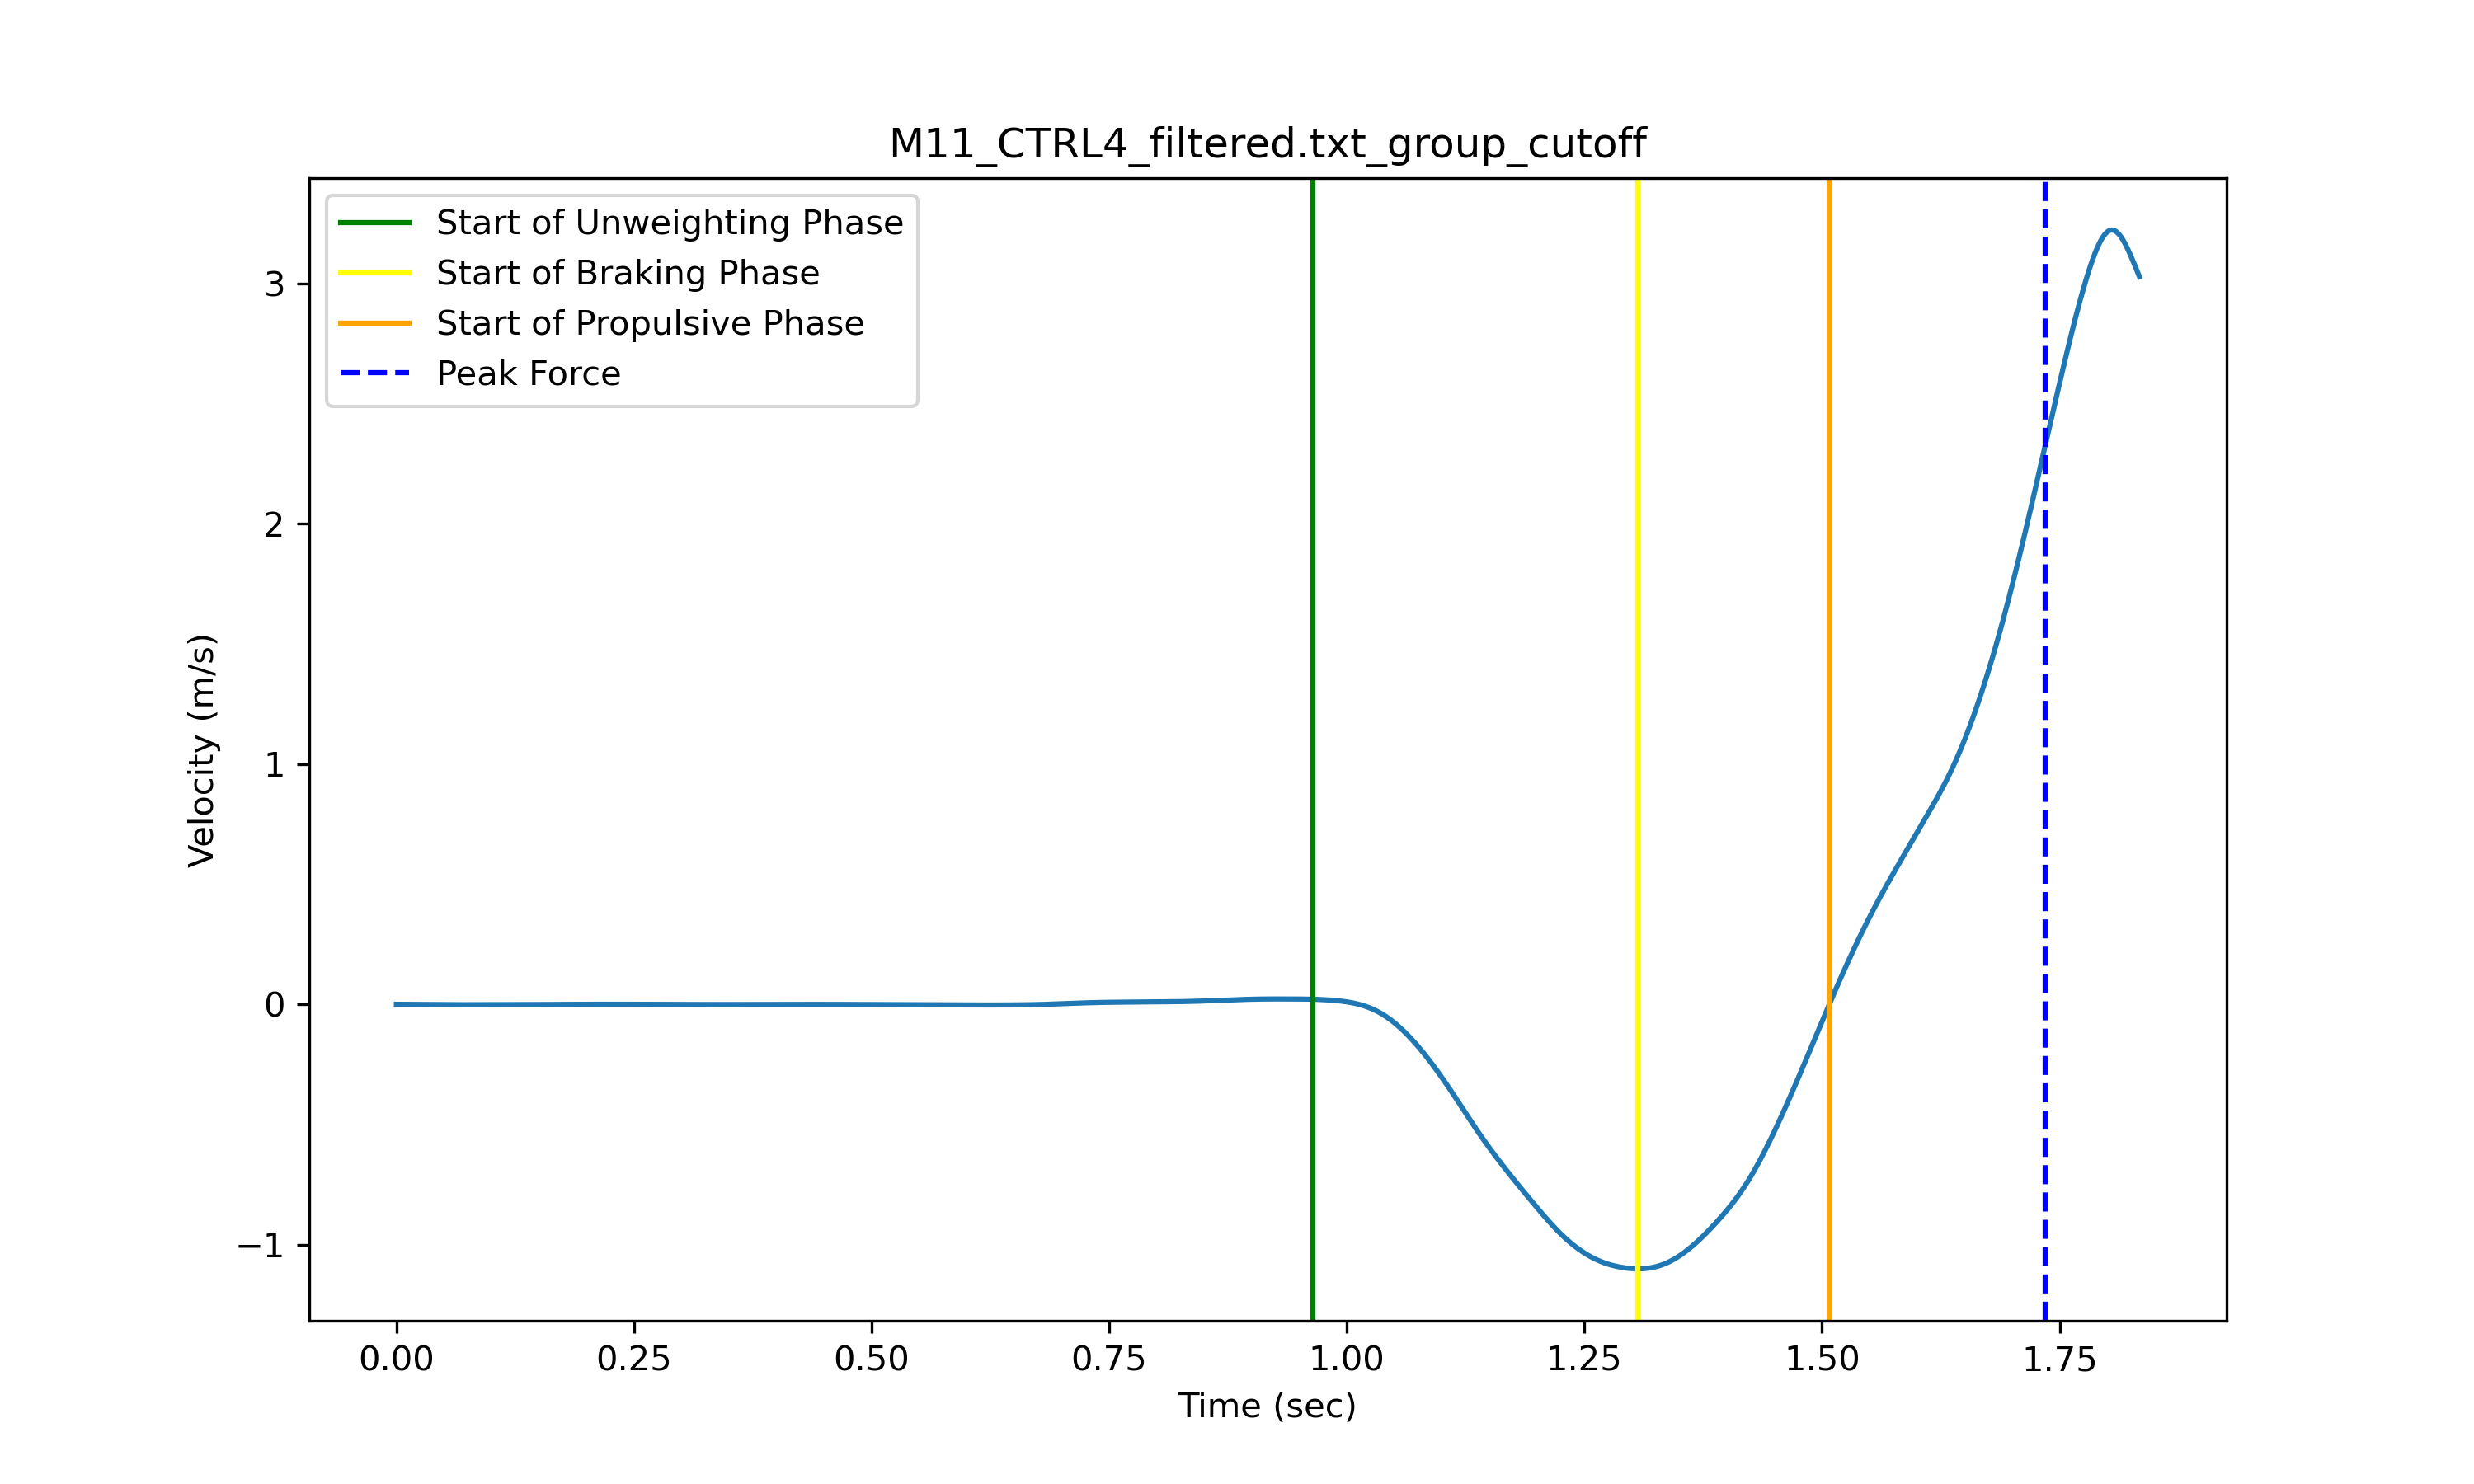 M11_CTRL4_filtered.txt_group_cutoff
Start of Unweighting Phase
Start of Braking Phase
Start of Propulsive Phase
Peak Force
3
2
1
0
−1
Velocity (m/s)
0.00 0.25 0.50 0.75 1.00 1.25 1.50 1.75
Time (sec)